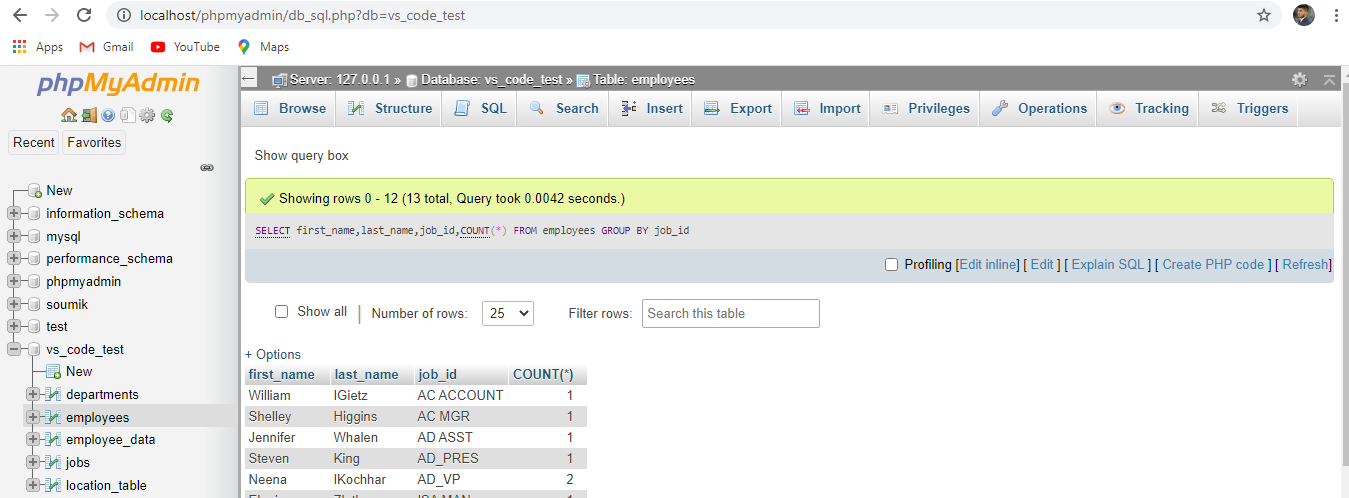 localhost/phpmyadmin/db_sql.php?db=vs_code_test
Apps Gmail YouTube Maps
phpMyAdmin
Recent Favorites
New
information_schema
mysql
performance_schema
phpmyadmin
soumik
test
vs_code_test
New
departments
employees
employee_data
jobs
location_table
Server: 127.0.0.1 » Database: vs_code_test » Table: employees
Browse Structure SQL Search Insert Export Import Privileges Operations Tracking Triggers
Show query box
Showing rows 0 - 12 (13 total, Query took 0.0042 seconds.)
SELECT first_name,last_name,job_id,COUNT(*) FROM employees GROUP BY job_id
Profiling [Edit inline] [ Edit ] [ Explain SQL ] [ Create PHP code ] [ Refresh]
Show all | Number of rows: 25 Filter rows: Search this table
+ Options
first_name last_name job_id COUNT(*)
William IGietz AC ACCOUNT 1
Shelley Higgins AC MGR 1
Jennifer Whalen AD ASST 1
Steven King AD_PRES 1
Neena IKochhar AD_VP 2